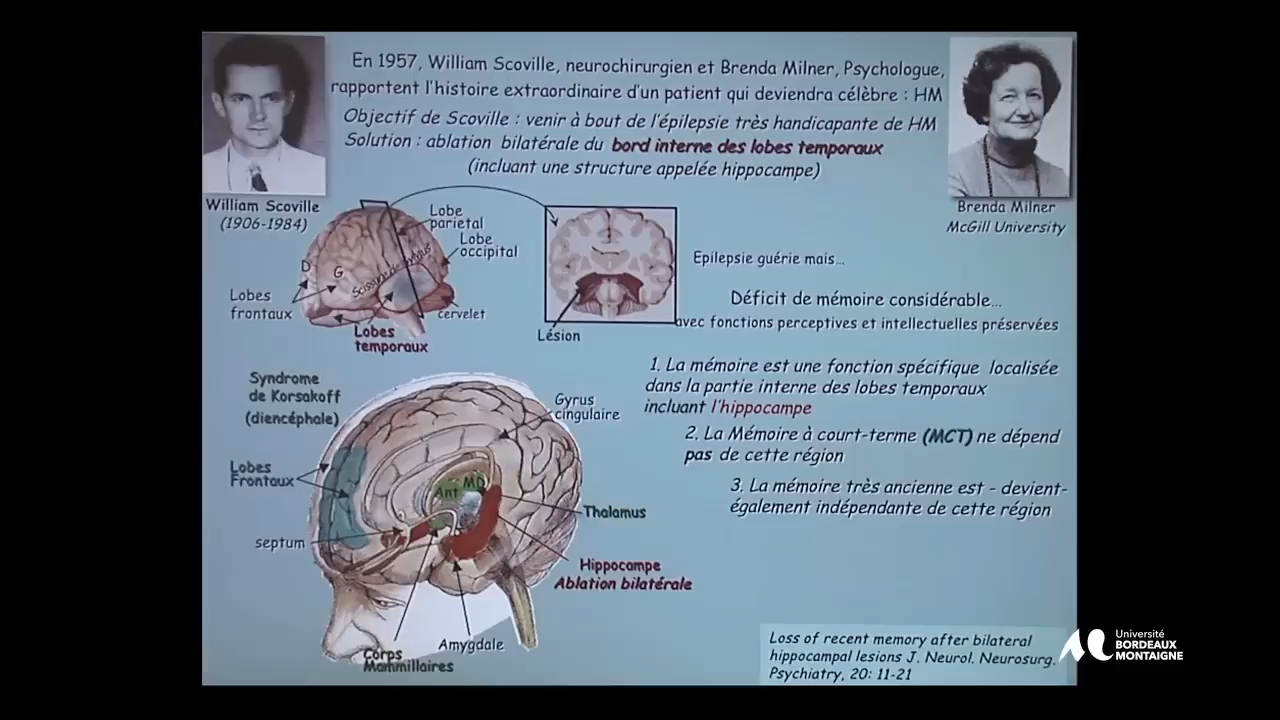 En 1957, William Scoville, neurochirurgien et Brenda Milner, Psychologue,
rapportent l'histoire extraordinaire d'un patient qui deviendra célèbre : HM
Objectif de Scoville : venir à bout de l'épilepsie très handicapante de HM
Solution : ablation bilatérale du bord interne des lobes temporaux
(incluant une structure appelée hippocampe)
William Scoville
(1906-1984)
Brenda Milner
McGill University
Lobe
pariétal
Lobe
occipital
D
G
Scissure de
Lobes
frontaux
cervelet
Lobes
temporaux
Lésion
Epilepsie guérie mais...
Déficit de mémoire considérable...
avec fonctions perceptives et intellectuelles préservées
1. La mémoire est une fonction spécifique localisée
dans la partie interne des lobes temporaux
incluant l'hippocampe
2. La Mémoire à court-terme (MCT) ne dépend
pas de cette région
3. La mémoire très ancienne est - devient-
également indépendante de cette région
Syndrome
de Korsakoff
(diencéphale)
Gyrus
cingulaire
Lobes
Frontaux
Ant
MD
Thalamus
septum
Hippocampe
Ablation bilatérale
Amygdale
Corps
Mammillaires
Loss of recent memory after bilateral
hippocampal lesions J. Neurol. Neurosurg.
Psychiatry, 20: 11-21
Université
BORDEAUX
MONTAIGNE